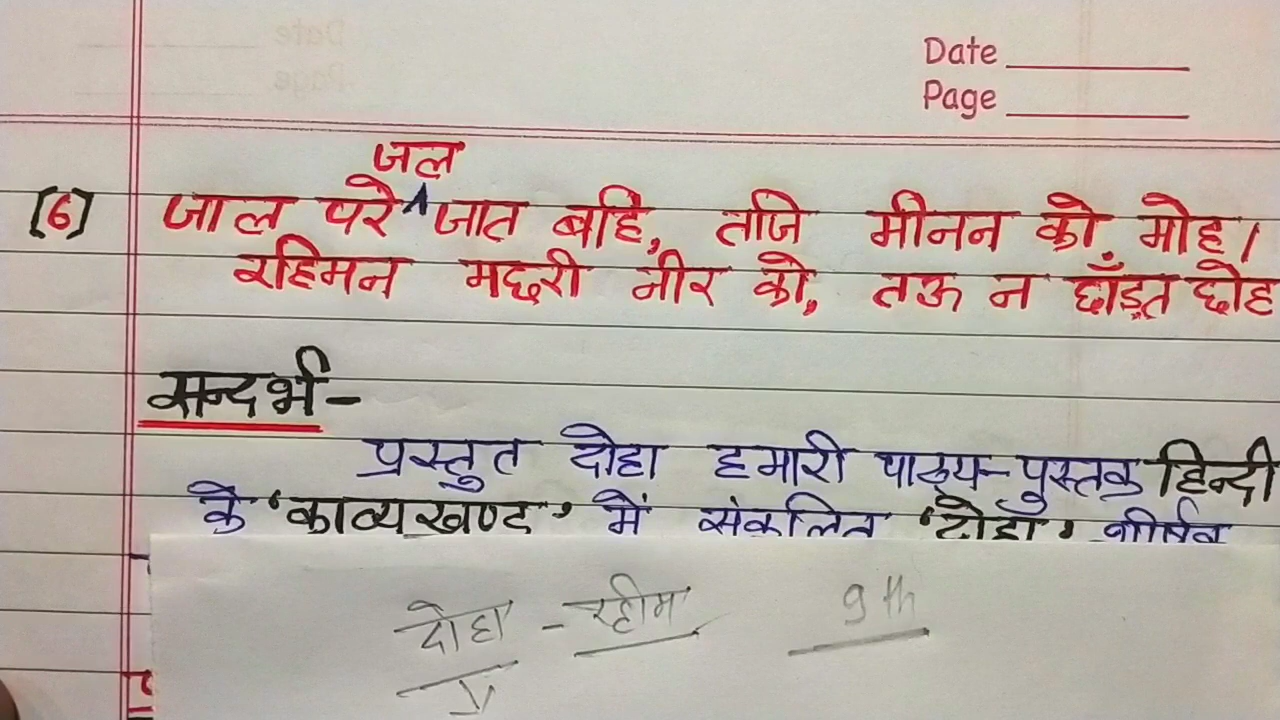 Date
Page
जल
(6) जाल परे^जात बहि, तजि मीनन को मोह।
रहिमन मछरी नीर को, तऊ न छाँड़त छोह
सन्दर्भ-
प्रस्तुत दोहा हमारी पाठ्य-पुस्तक हिन्दी
के 'काव्यखण्ड' में संकलित 'दोहा' शीर्षक
दोहा - रहीम 9th
V